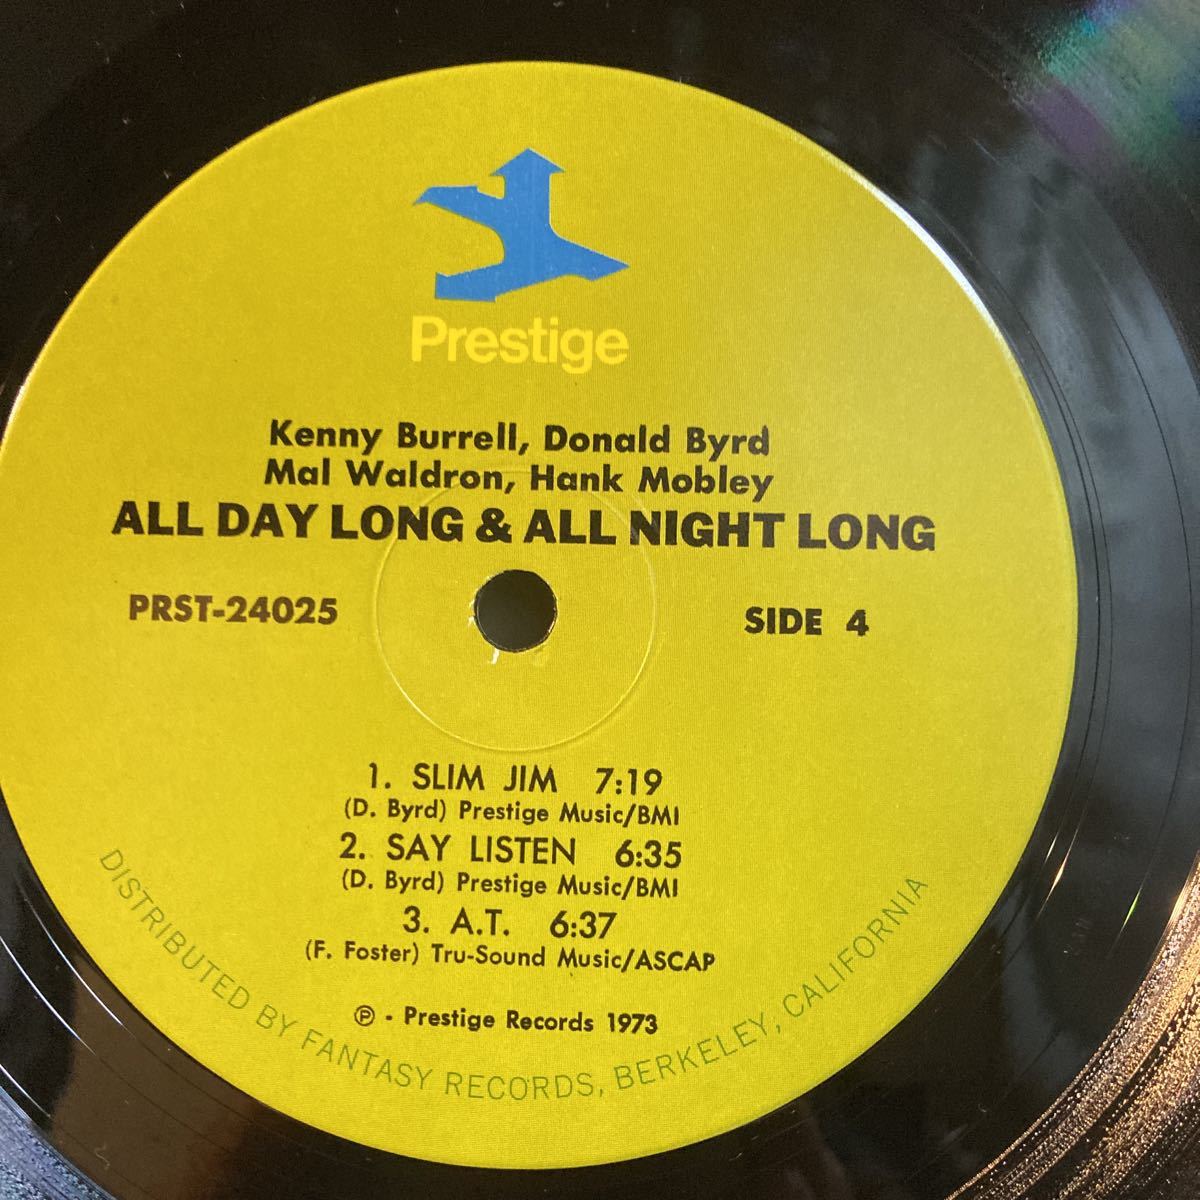 Prestige
Kenny Burrell, Donald Byrd
Mal Waldron, Hank Mobley
ALL DAY LONG & ALL NIGHT LONG
PRST-24025
SIDE 4
1. SLIM JIM 7:19
(D. Byrd) Prestige Music/BMI
2. SAY LISTEN 6:35
(D. Byrd) Prestige Music/BMI
3. A.T. 6:37
(F. Foster) Tru-Sound Music/ASCAP
℗ - Prestige Records 1973
DISTRIBUTED BY FANTASY RECORDS, BERKELEY, CALIFORNIA